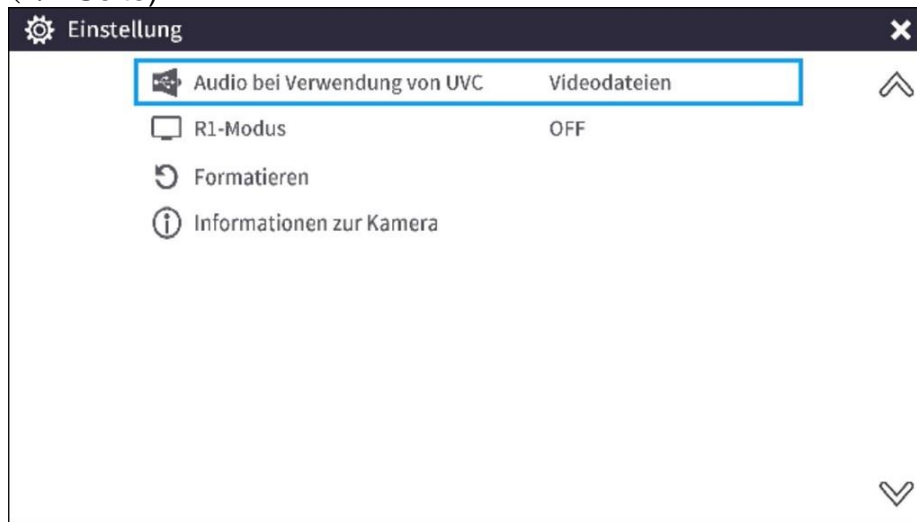 Einstellung
Audio bei Verwendung von UVC Videodateien
R1-Modus OFF
Formatieren
Informationen zur Kamera